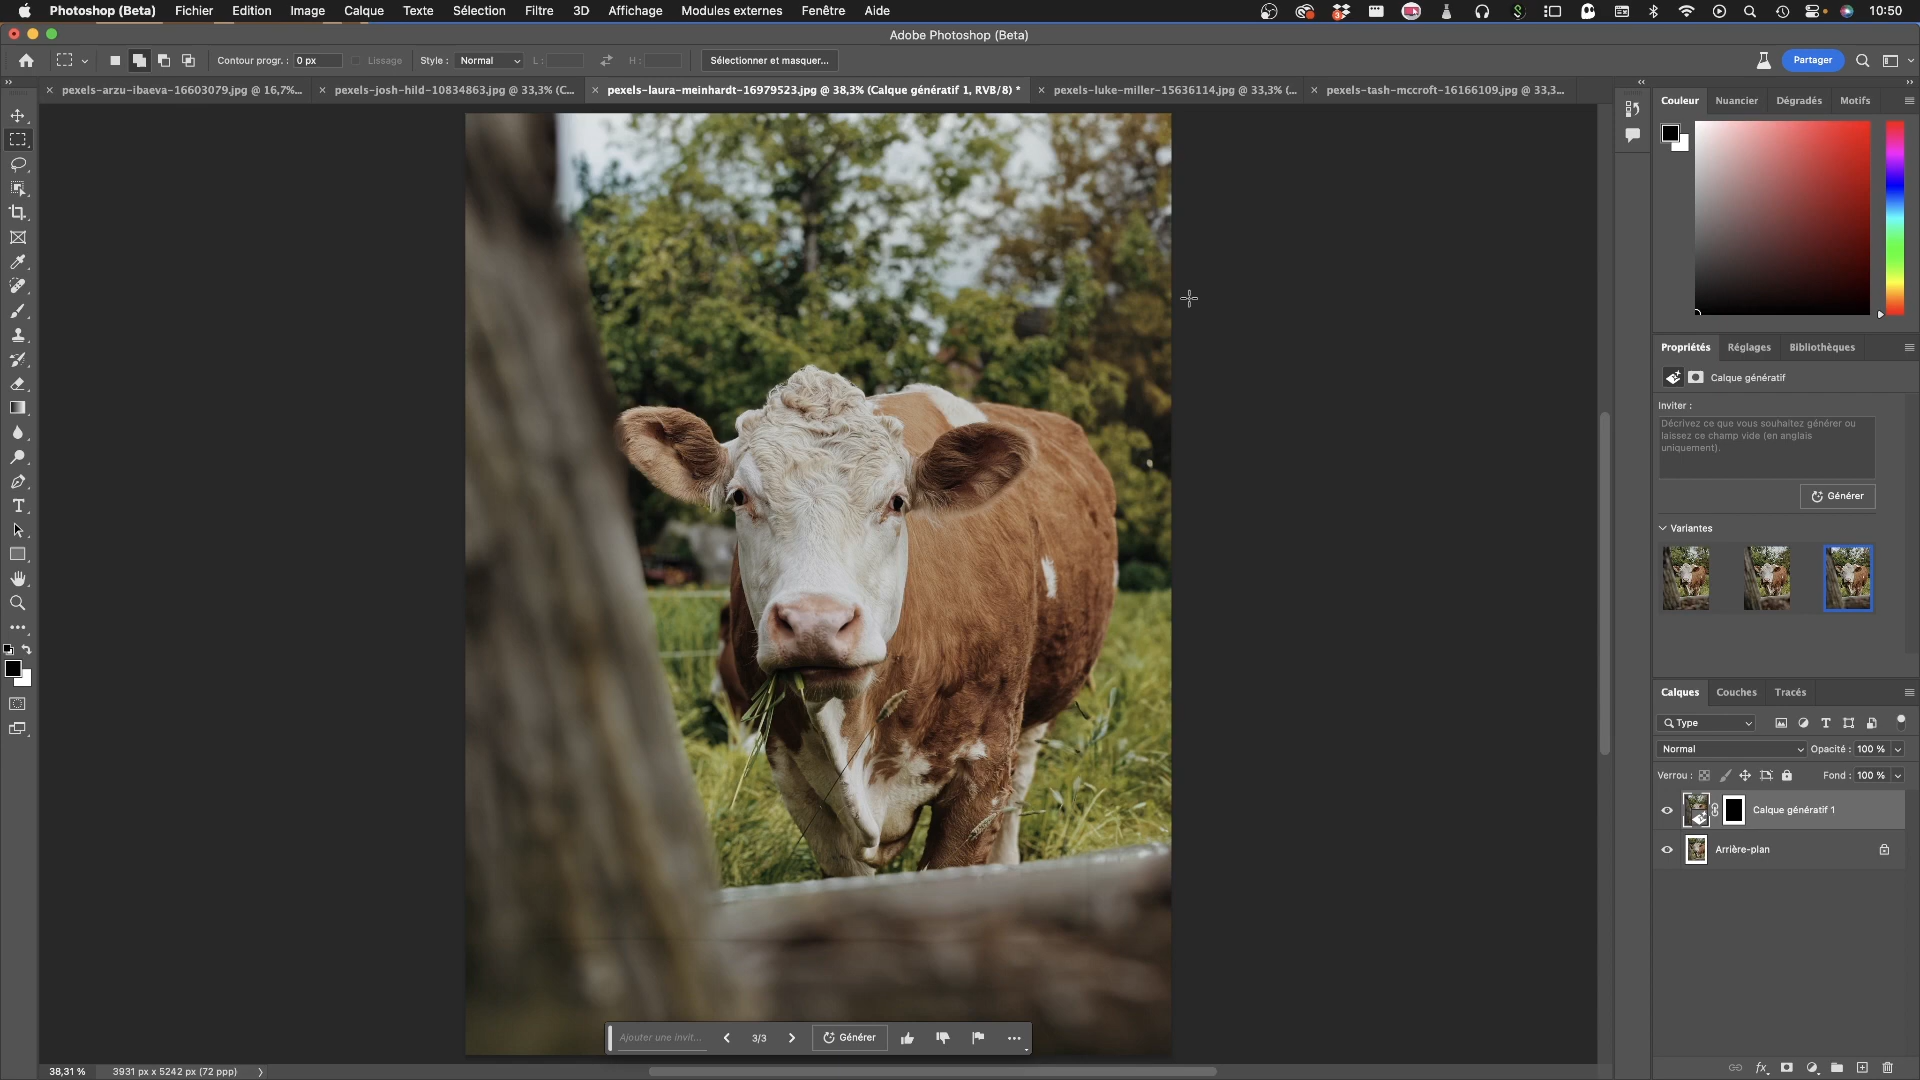 Photoshop (Beta) Fichier Edition Image Calque Texte Sélection Filtre 3D Affichage Modules externes Fenêtre Aide 10:50
Adobe Photoshop (Beta)
Contour progr. : 0 px Lissage Style : Normal L : H : Sélectionner et masquer... Partager
pexels-arzu-ibaeva-16603079.jpg @ 16,7%... pexels-josh-hild-10834863.jpg @ 33,3% (C... pexels-laura-meinhardt-16979523.jpg @ 38,3% (Calque génératif 1, RVB/8) * pexels-luke-miller-15636114.jpg @ 33,3% (... pexels-tash-mccroft-16166109.jpg @ 33,3...
Couleur Nuancier Dégradés Motifs
Propriétés Réglages Bibliothèques
Calque génératif
Inviter :
Décrivez ce que vous souhaitez générer ou
laissez ce champ vide (en anglais
uniquement).
Générer
Variantes
Calques Couches Tracés
Type
Normal Opacité : 100 %
Verrou : Fond : 100 %
Calque génératif 1
Arrière-plan
Ajouter une invit... 3/3 Générer
38,31 % 3931 px x 5242 px (72 ppp)